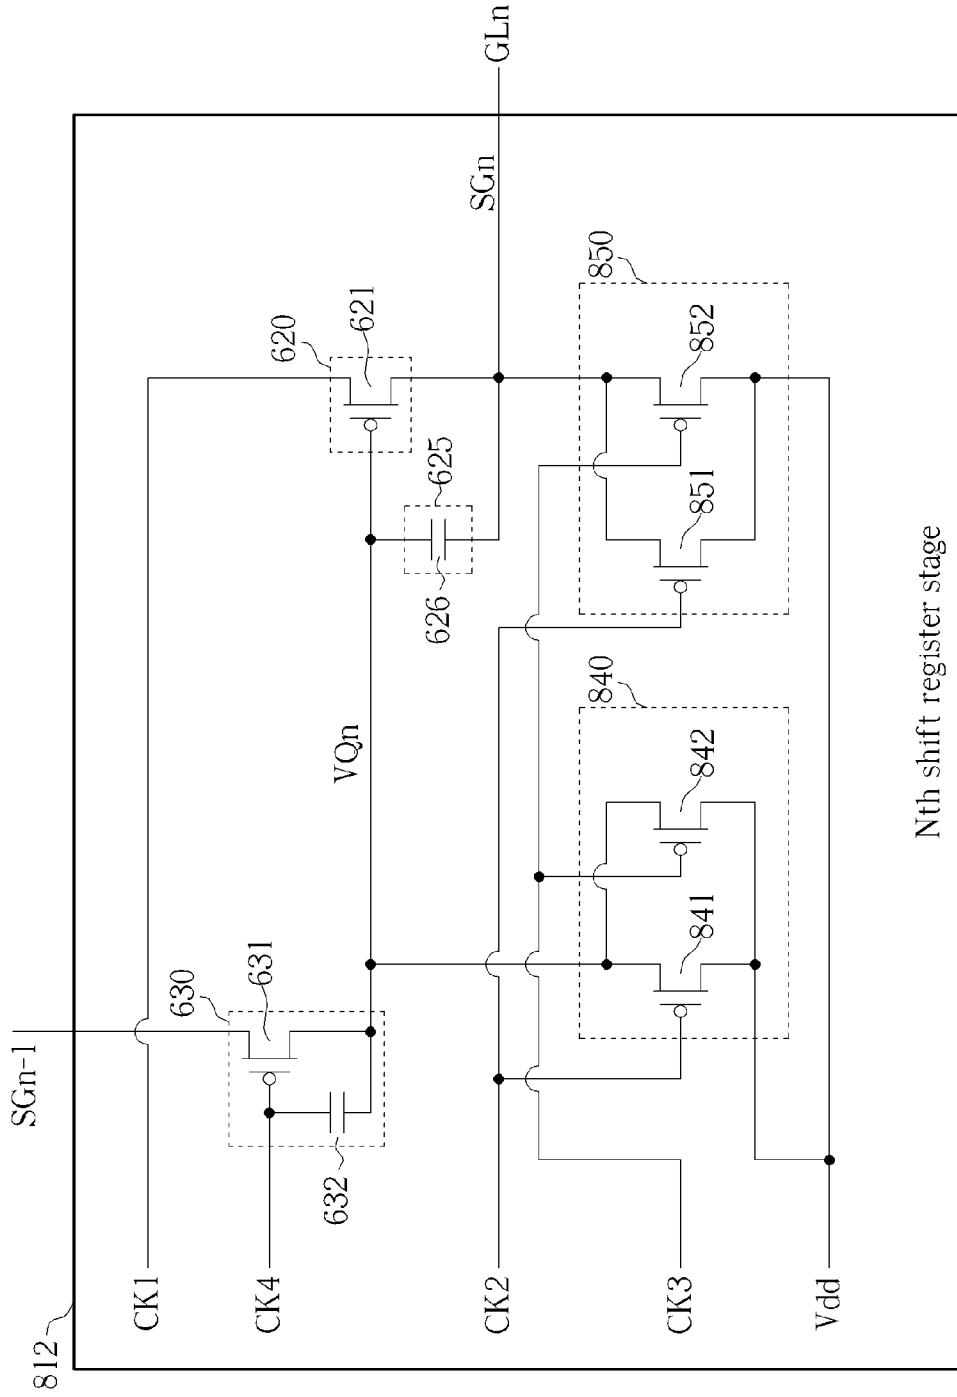 812
CK1
CK4
CK2
CK3
Vdd
SGn-1
630
631
632
VQn
620
621
625
626
SGn
GLn
840
841
842
850
851
852
Nth shift register stage